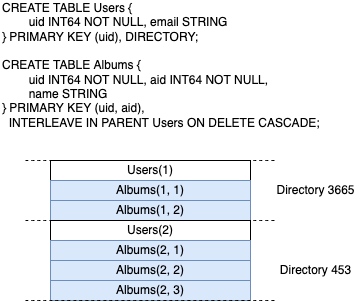 CREATE TABLE Users {
uid INT64 NOT NULL, email STRING
} PRIMARY KEY (uid), DIRECTORY;
CREATE TABLE Albums {
uid INT64 NOT NULL, aid INT64 NOT NULL,
name STRING
} PRIMARY KEY (uid, aid),
INTERLEAVE IN PARENT Users ON DELETE CASCADE;
Users(1)
Albums(1, 1) Directory 3665
Albums(1, 2)
Users(2)
Albums(2, 1)
Albums(2, 2) Directory 453
Albums(2, 3)